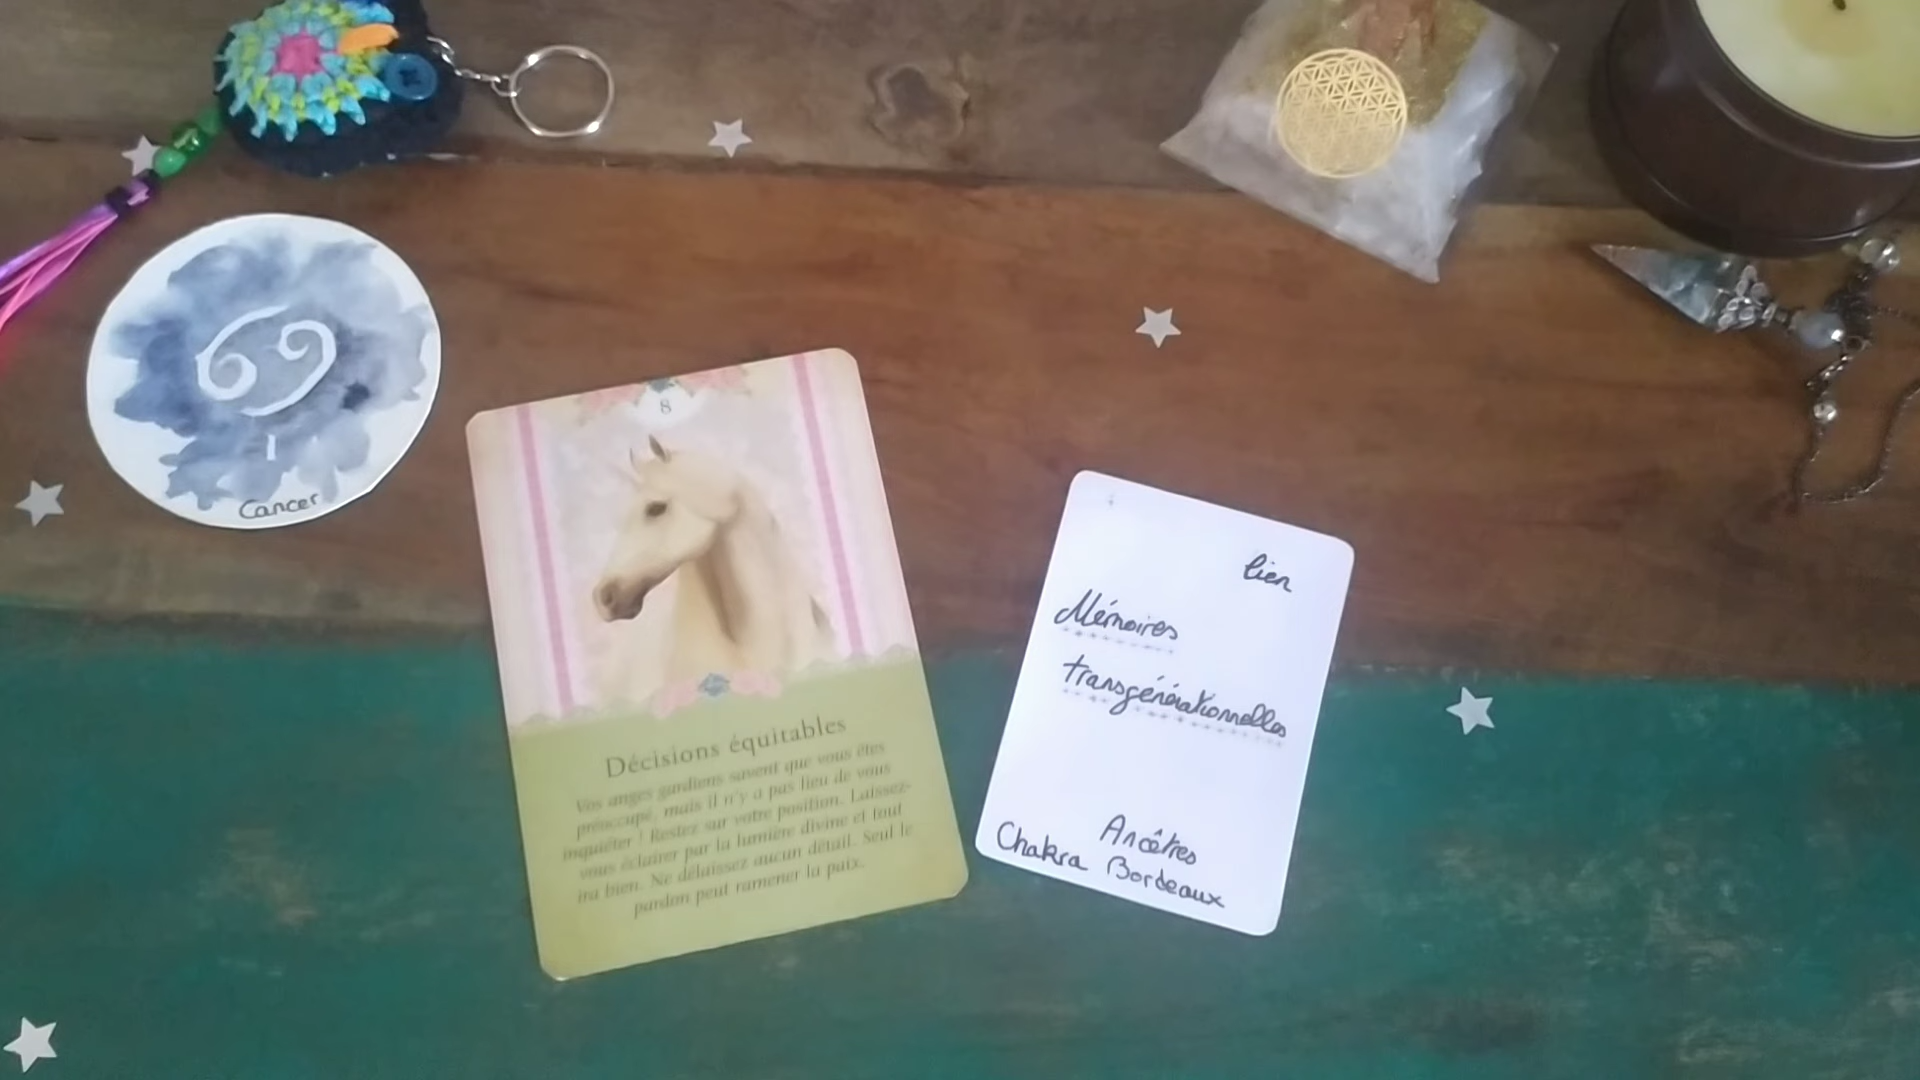 Cancer
8
Décisions équitables
Vos anges gardiens savent que vous êtes
préoccupé, mais il n'y a pas lieu de vous
inquiéter ! Restez sur votre position. Laissez-
vous éclairer par la lumière divine et tout
ira bien. Ne délaissez aucun détail. Seul le
pardon peut ramener la paix.
lien
Mémoires
transgénérationnelles
Ancêtres
Chakra Bordeaux